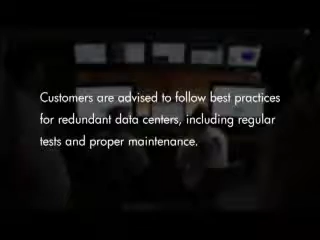 Customers are advised to follow best practices
for redundant data centers, including regular
tests and proper maintenance.